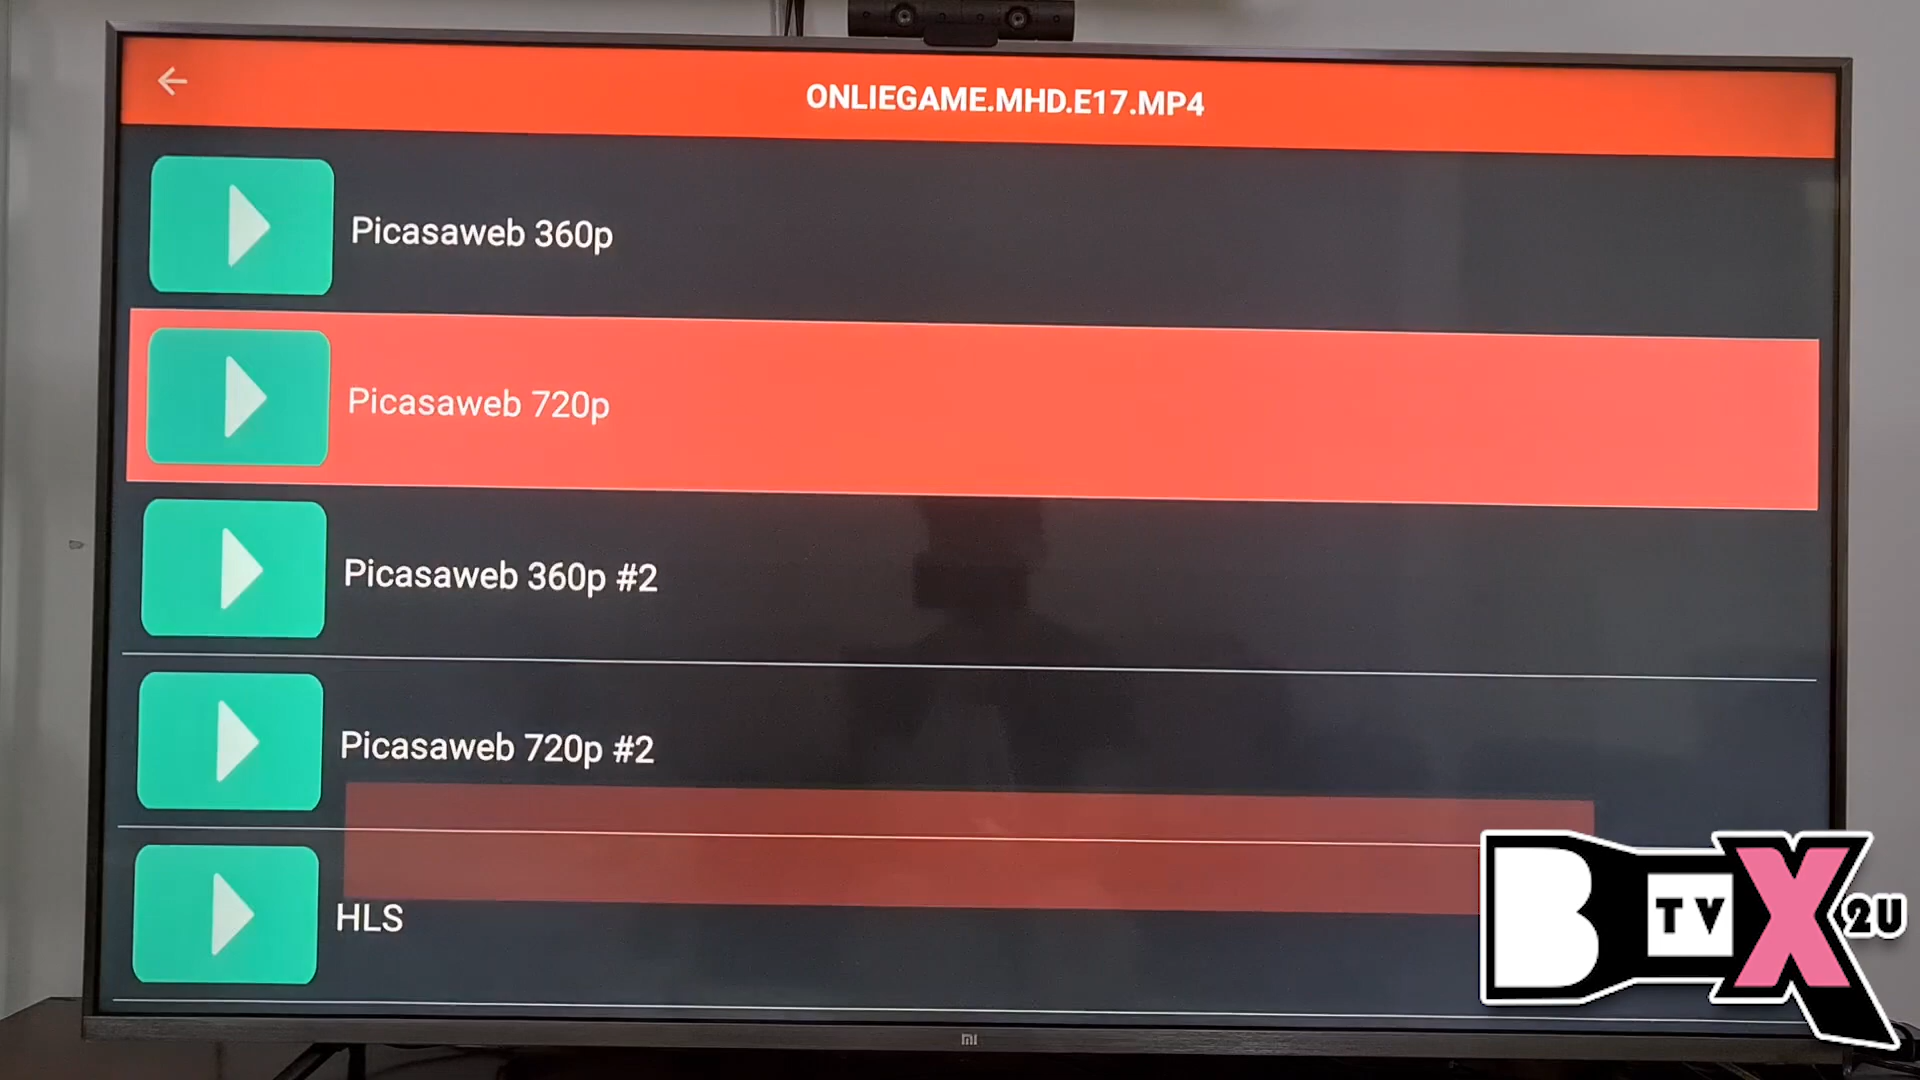 ONLIEGAME.MHD.E17.MP4
Picasaweb 360p
Picasaweb 720p
Picasaweb 360p #2
Picasaweb 720p #2
HLS
B TV X 2U
mi